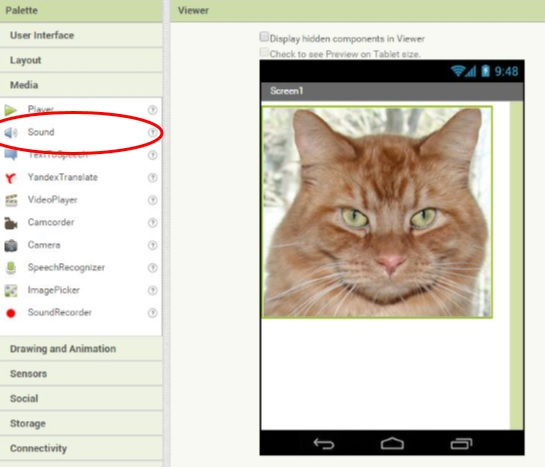 Palette
User Interface
Layout
Media
Player
Sound
TextToSpeech
YandexTranslate
VideoPlayer
Camcorder
Camera
SpeechRecognizer
ImagePicker
SoundRecorder
Drawing and Animation
Sensors
Social
Storage
Connectivity
Viewer
Display hidden components in Viewer
Check to see Preview on Tablet size.
9:48
Screen1